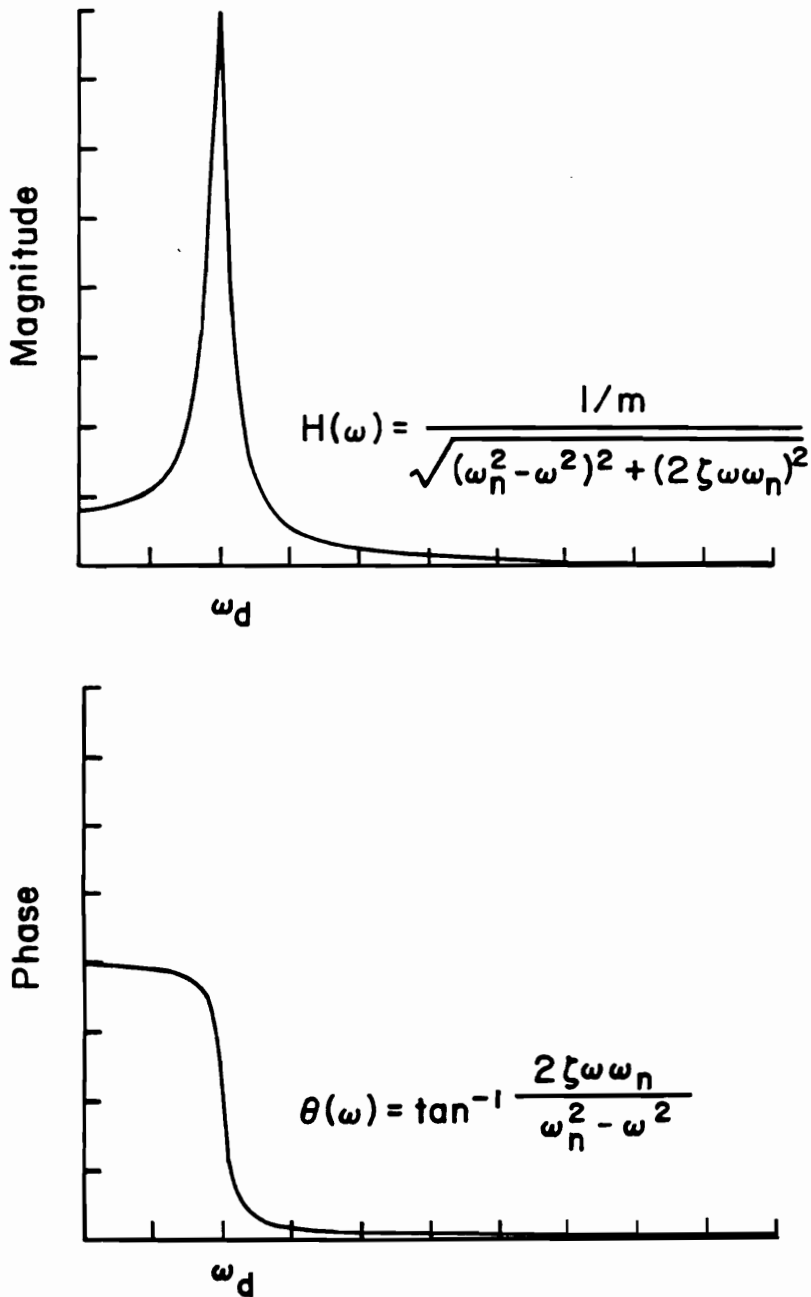 Magnitude
H(ω) = 1/m / √((ωn² - ω²)² + (2ζωωn)²)
ωd
Phase
θ(ω) = tan⁻¹ 2ζωωn / ωn² - ω²
ωd